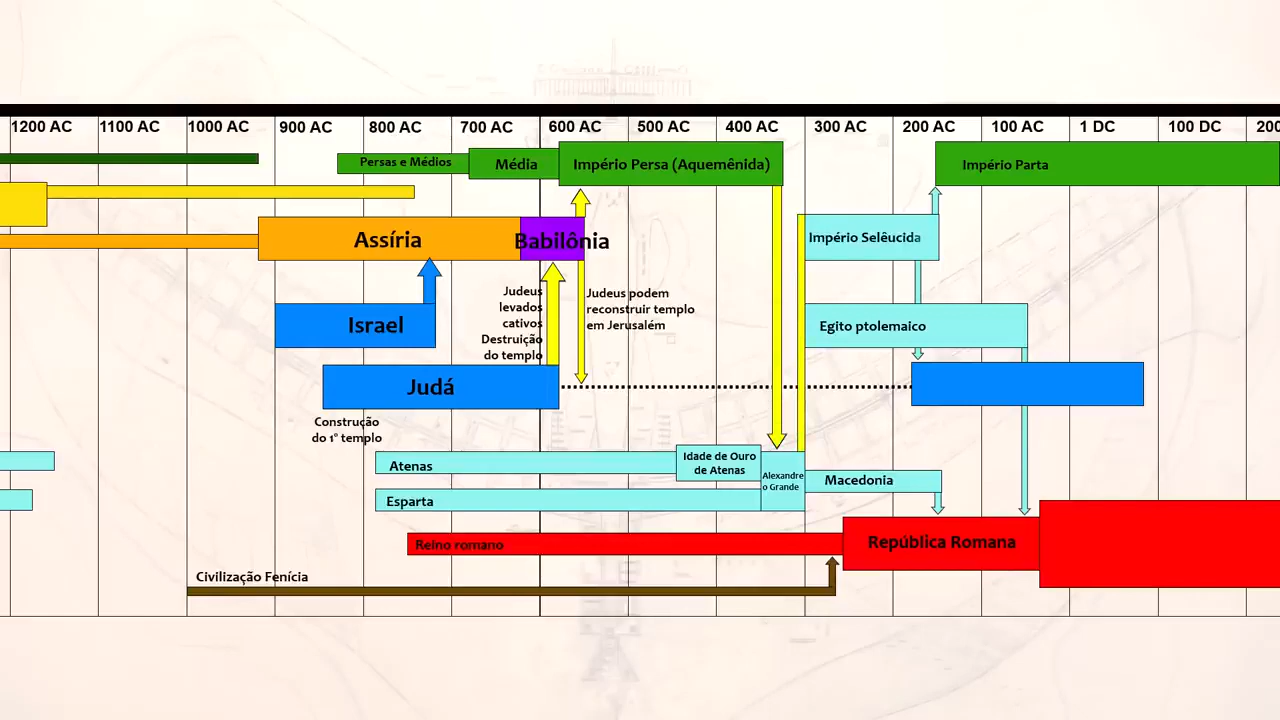 1200 AC
1100 AC
1000 AC
900 AC
800 AC
700 AC
600 AC
500 AC
400 AC
300 AC
200 AC
100 AC
1 DC
100 DC
200
Persas e Médios
Média
Império Persa (Aquemênida)
Império Parta
Assíria
Babilônia
Império Selêucida
Judeus
levados
cativos
Destruição
do templo
Judeus podem
reconstruir templo
em Jerusalém
Israel
Egito ptolemaico
Judá
Construção
do 1º templo
Atenas
Idade de Ouro
de Atenas
Alexandre
o Grande
Macedonia
Esparta
Reino romano
República Romana
Civilização Fenícia